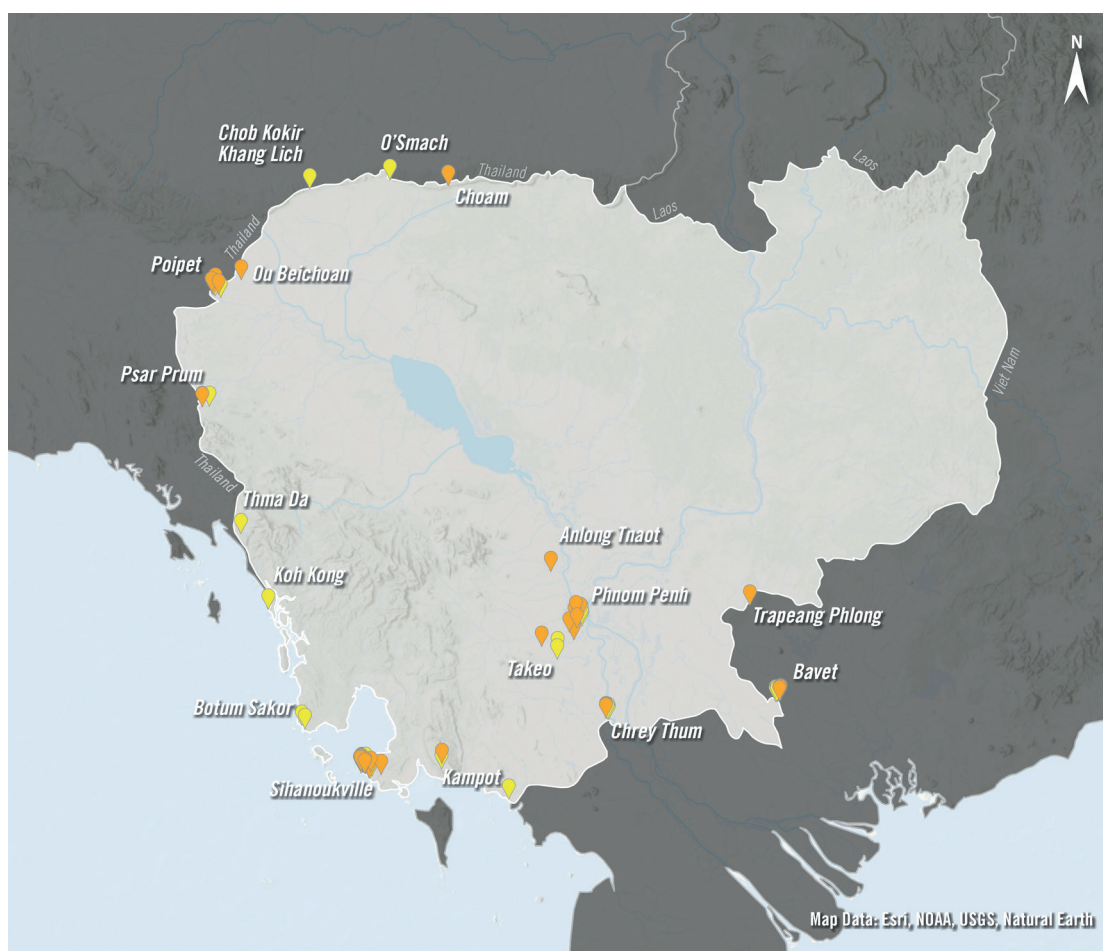 N
Chob Kokir
Khang Lich
O'Smach
Thailand
Choam
Laos
Laos
Thailand
Poipet
Ou Beichoan
Psar Prum
Viet Nam
Thailand
Thma Da
Anlong Tnaot
Koh Kong
Phnom Penh
Trapeang Phlong
Takeo
Bavet
Botum Sakor
Chrey Thum
Sihanoukville
Kampot
Map Data: Esri, NOAA, USGS, Natural Earth